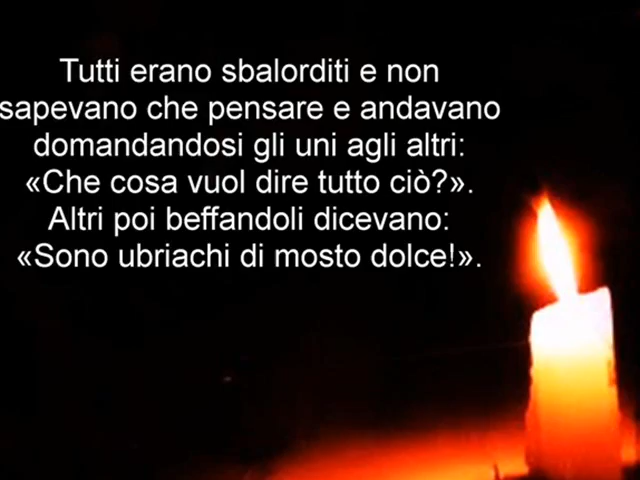 Tutti erano sbalorditi e non
sapevano che pensare e andavano
domandandosi gli uni agli altri:
«Che cosa vuol dire tutto ciò?».
Altri poi beffandoli dicevano:
«Sono ubriachi di mosto dolce!».